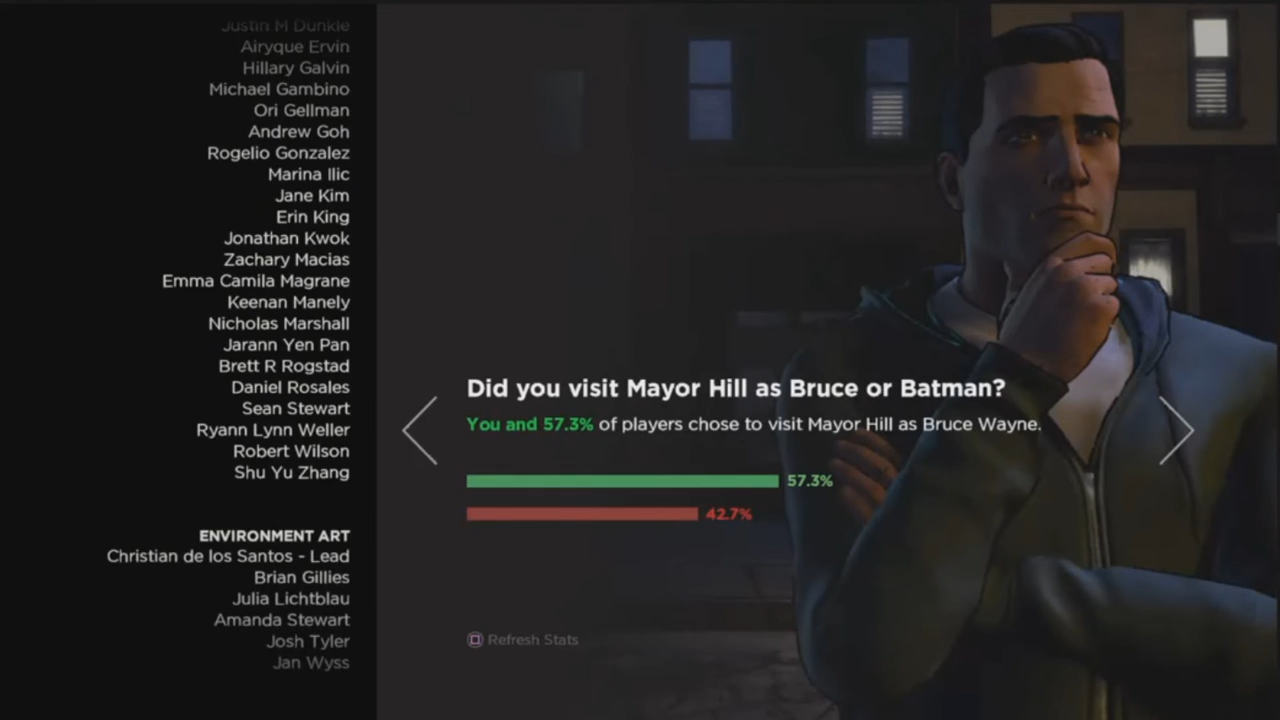 Justin M Dunkle
Airyque Ervin
Hillary Galvin
Michael Gambino
Ori Gellman
Andrew Goh
Rogelio Gonzalez
Marina Ilic
Jane Kim
Erin King
Jonathan Kwok
Zachary Macias
Emma Camila Magrane
Keenan Manely
Nicholas Marshall
Jarann Yen Pan
Brett R Rogstad
Daniel Rosales
Sean Stewart
Ryann Lynn Weller
Robert Wilson
Shu Yu Zhang
ENVIRONMENT ART
Christian de los Santos - Lead
Brian Gillies
Julia Lichtblau
Amanda Stewart
Josh Tyler
Jan Wyss
Did you visit Mayor Hill as Bruce or Batman?
You and 57.3% of players chose to visit Mayor Hill as Bruce Wayne.
57.3%
42.7%
Refresh Stats